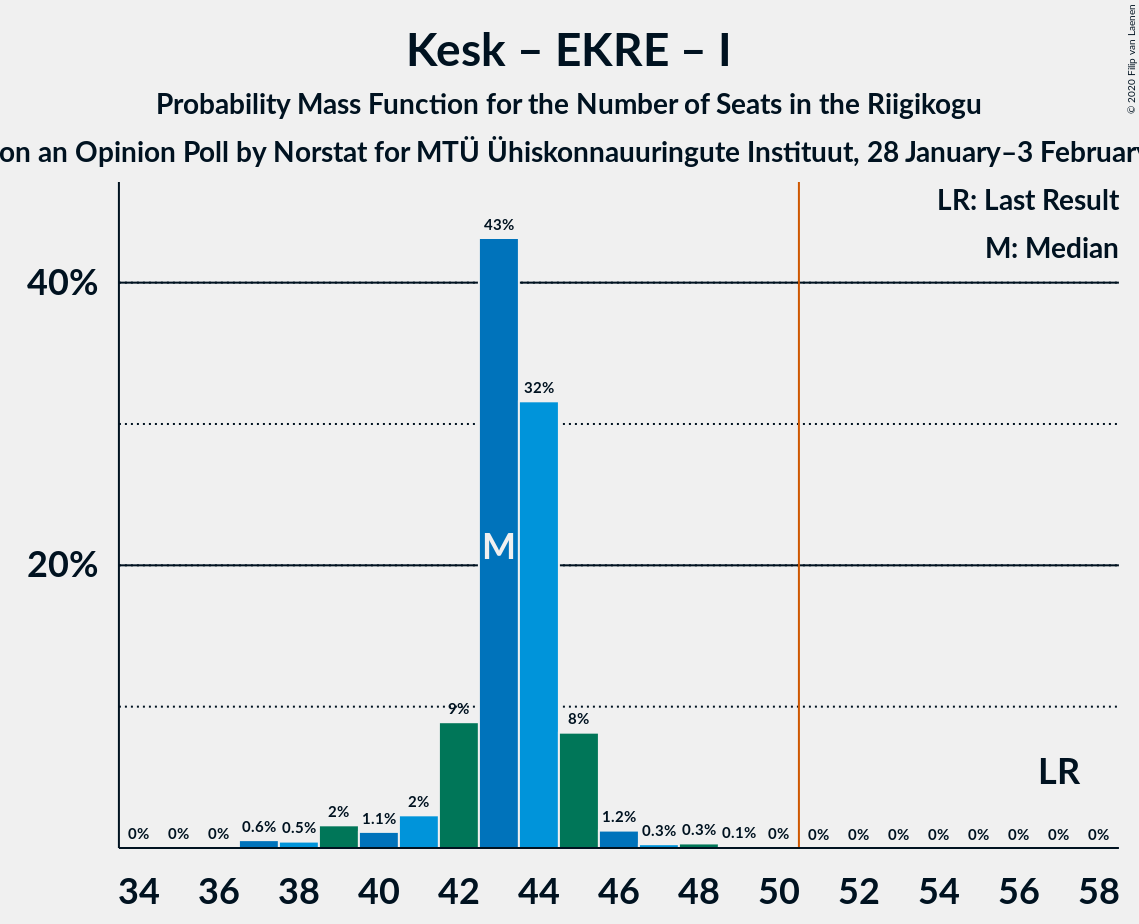 Kesk – EKRE – I
Probability Mass Function for the Number of Seats in the Riigikogu
on an Opinion Poll by Norstat for MTÜ Ühiskonnauuringute Instituut, 28 January–3 February
© 2020 Filip van Laenen
LR: Last Result
M: Median
40%
20%
43%
32%
M
9%
8%
LR
0% 0% 0% 0.6% 0.5% 2% 1.1% 2% 1.2% 0.3% 0.3% 0.1% 0% 0% 0% 0% 0% 0% 0% 0% 0%
34 36 38 40 42 44 46 48 50 52 54 56 58